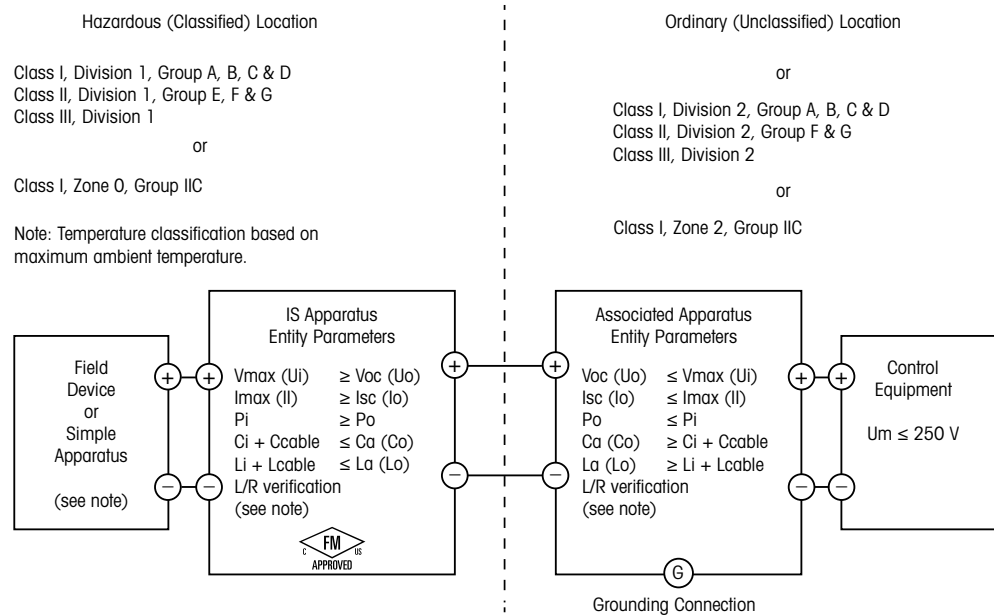 Hazardous (Classified) Location
Class I, Division 1, Group A, B, C & D
Class II, Division 1, Group E, F & G
Class III, Division 1
or
Class I, Zone 0, Group IIC
Note: Temperature classification based on
maximum ambient temperature.
Ordinary (Unclassified) Location
or
Class I, Division 2, Group A, B, C & D
Class II, Division 2, Group F & G
Class III, Division 2
or
Class I, Zone 2, Group IIC
Field
Device
or
Simple
Apparatus
(see note)
+ +
− −
IS Apparatus
Entity Parameters
Vmax (Ui) ≥ Voc (Uo)
Imax (II) ≥ Isc (Io)
Pi ≥ Po
Ci + Ccable ≤ Ca (Co)
Li + Lcable ≤ La (Lo)
L/R verification
(see note)
C FM US
APPROVED
+ +
− −
Associated Apparatus
Entity Parameters
Voc (Uo) ≤ Vmax (Ui)
Isc (Io) ≤ Imax (II)
Po ≤ Pi
Ca (Co) ≥ Ci + Ccable
La (Lo) ≥ Li + Lcable
L/R verification
(see note)
G
Grounding Connection
+ +
− −
Control
Equipment
Um ≤ 250 V